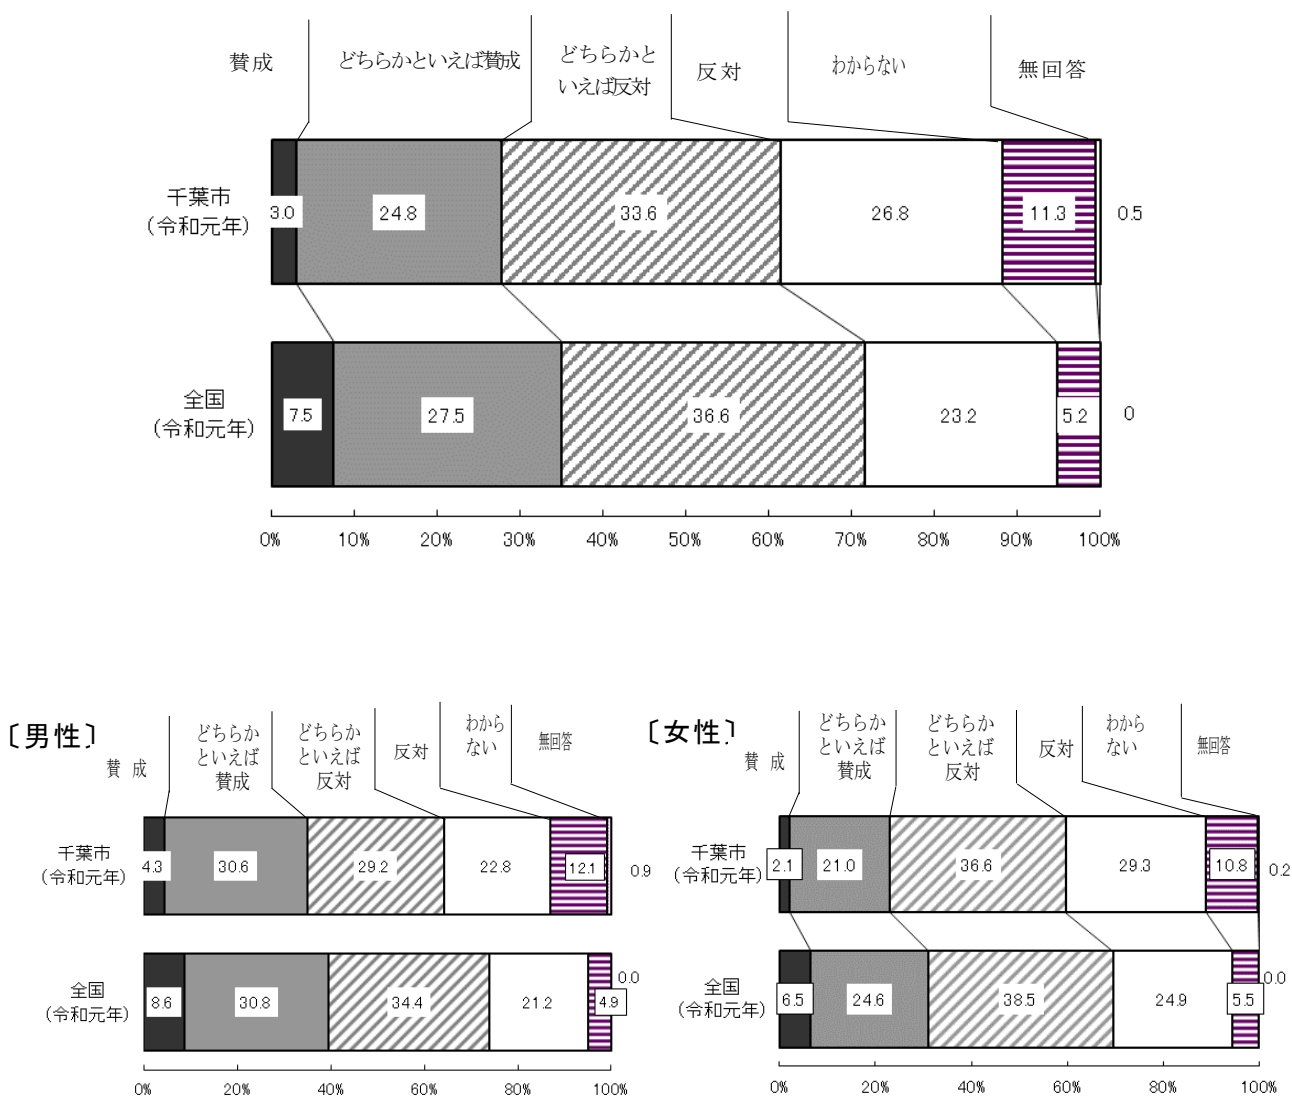 賛成
どちらかといえば賛成
どちらかと
いえば反対
反対
わからない
無回答
千葉市
(令和元年)
3.0
24.8
33.6
26.8
11.3
0.5
全国
(令和元年)
7.5
27.5
36.6
23.2
5.2
0
0% 10% 20% 30% 40% 50% 60% 70% 80% 90% 100%
〔男性〕
賛 成
どちらか
といえば
賛成
どちらか
といえば
反対
反対
わから
ない
無回答
千葉市
(令和元年)
4.3
30.6
29.2
22.8
12.1
0.9
全国
(令和元年)
8.6
30.8
34.4
21.2
4.9
0.0
0% 20% 40% 60% 80% 100%
〔女性〕
賛 成
どちらか
といえば
賛成
どちらか
といえば
反対
反対
わから
ない
無回答
千葉市
(令和元年)
2.1
21.0
36.6
29.3
10.8
0.2
全国
(令和元年)
6.5
24.6
38.5
24.9
5.5
0.0
0% 20% 40% 60% 80% 100%